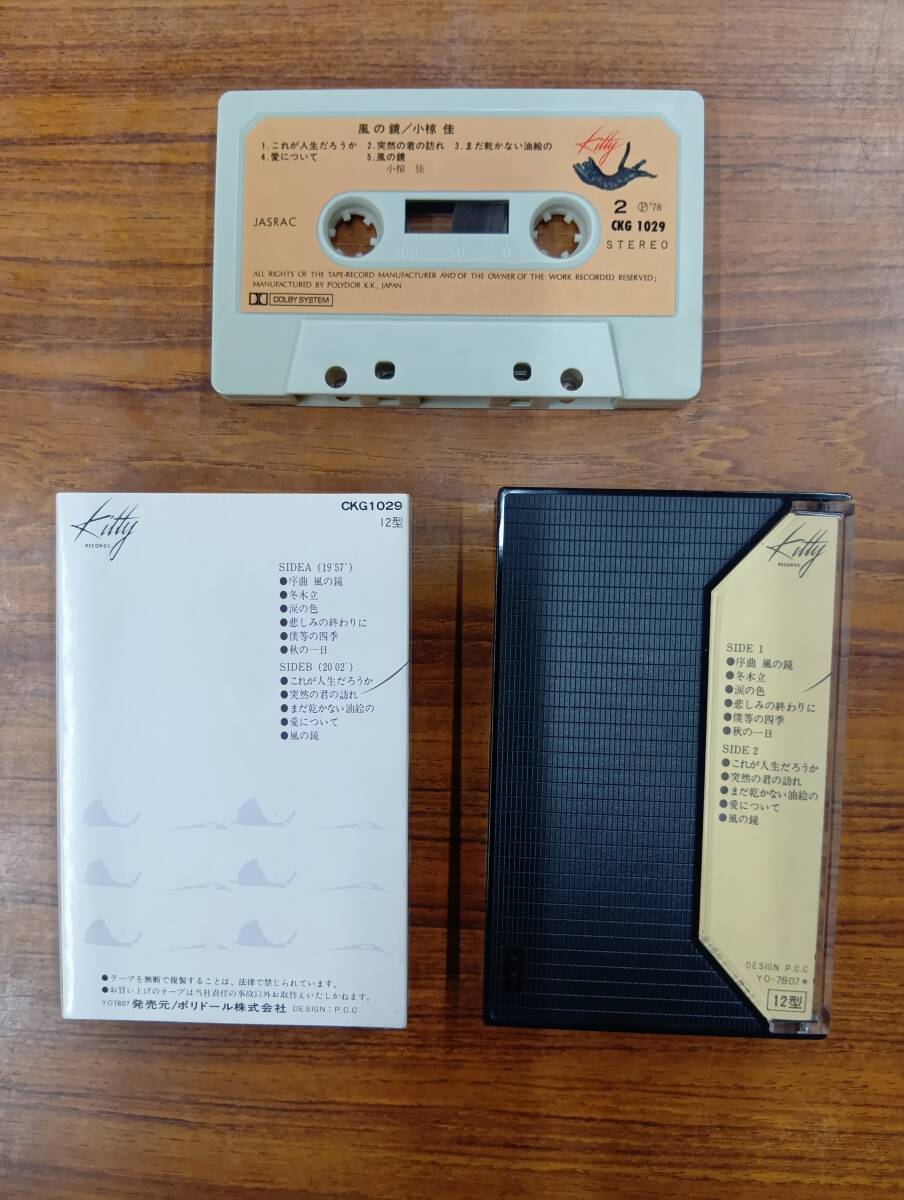 風の鏡/小椋 佳
1.これが人生だろうか 2.突然の君の訪れ 3.まだ乾かない油絵の
4.愛について 5.風の鏡
小椋 佳
Kitty
JASRAC
2 Ⓟ'78
CKG 1029
STEREO
100 50 0
ALL RIGHTS OF THE TAPE-RECORD MANUFACTURER AND OF THE OWNER OF THE WORK RECORDED RESERVED;
MANUFACTURED BY POLYDOR K.K., JAPAN
DOLBY SYSTEM
Kitty
RECORDS
CKG1029
12型
SIDEA (19'57")
●序曲 風の鏡
●冬木立
●涙の色
●悲しみの終わりに
●僕等の四季
●秋の一日
SIDEB (20'02")
●これが人生だろうか
●突然の君の訪れ
●まだ乾かない油絵の
●愛について
●風の鏡
●テープを無断で複製することは、法律で禁じられています。
●お買い上げのテープは当社責任の事故以外お取替えいたしかねます。
YO7807 発売元/ポリドール株式会社 DESIGN: P.C.C
Kitty
RECORDS
SIDE 1
●序曲 風の鏡
●冬木立
●涙の色
●悲しみの終わりに
●僕等の四季
●秋の一日
SIDE 2
●これが人生だろうか
●突然の君の訪れ
●まだ乾かない油絵の
●愛について
●風の鏡
DESIGN P.C.C
YO-7807*
12型